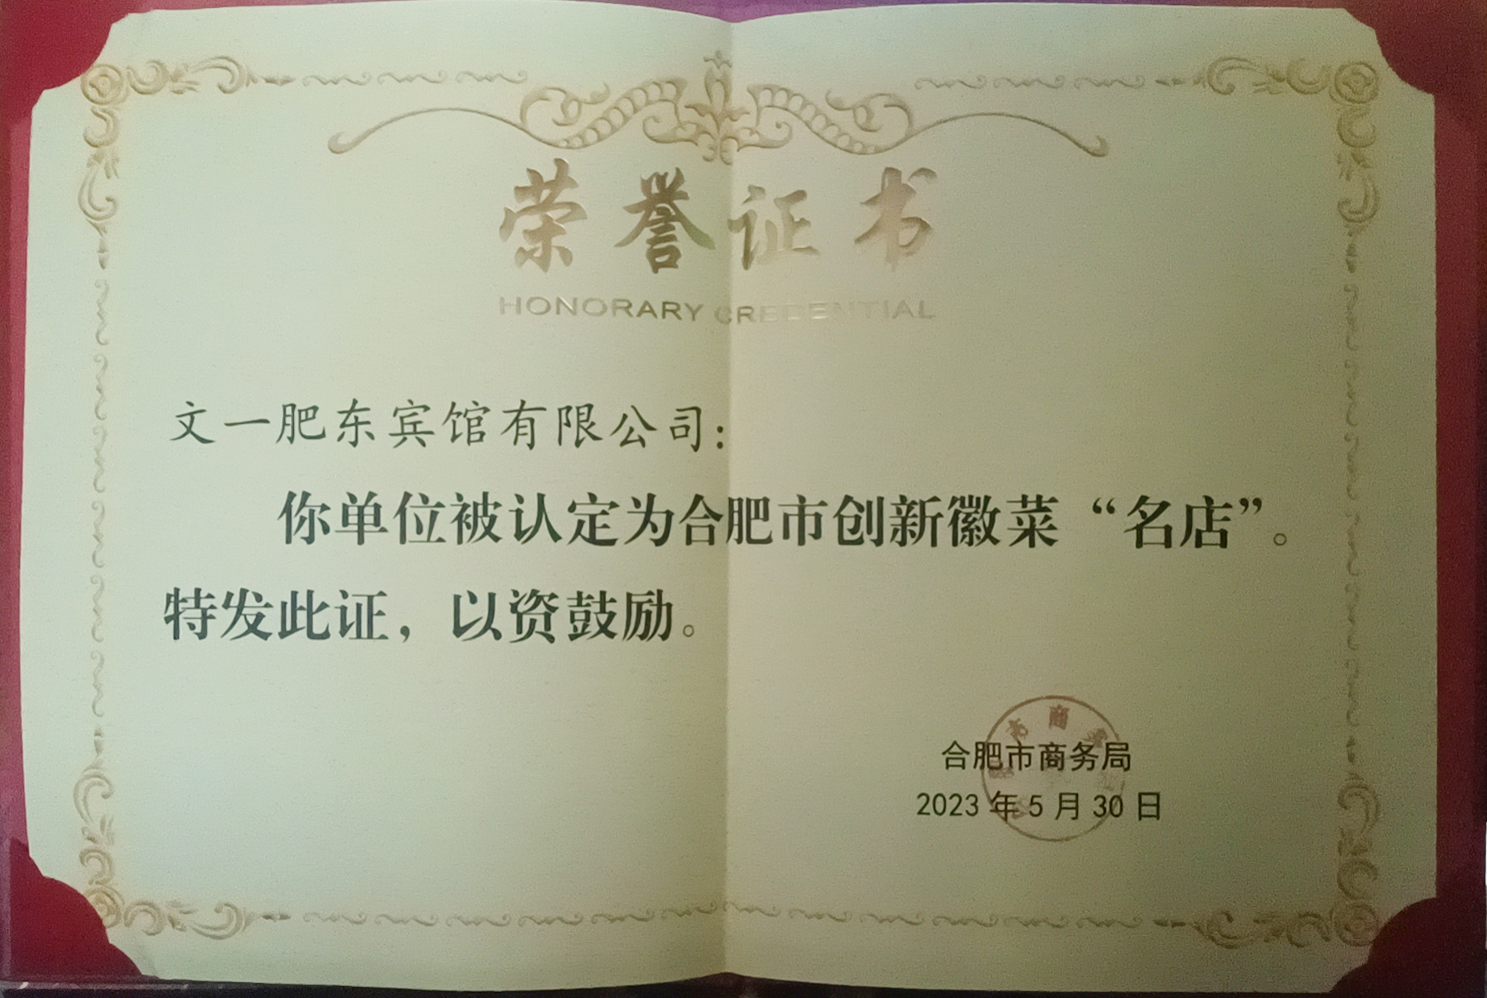 荣誉证书
HONORARY CREDENTIAL
文一肥东宾馆有限公司：
你单位被认定为合肥市创新徽菜“名店”。
特发此证，以资鼓励。
合肥市商务局
2023年5月30日